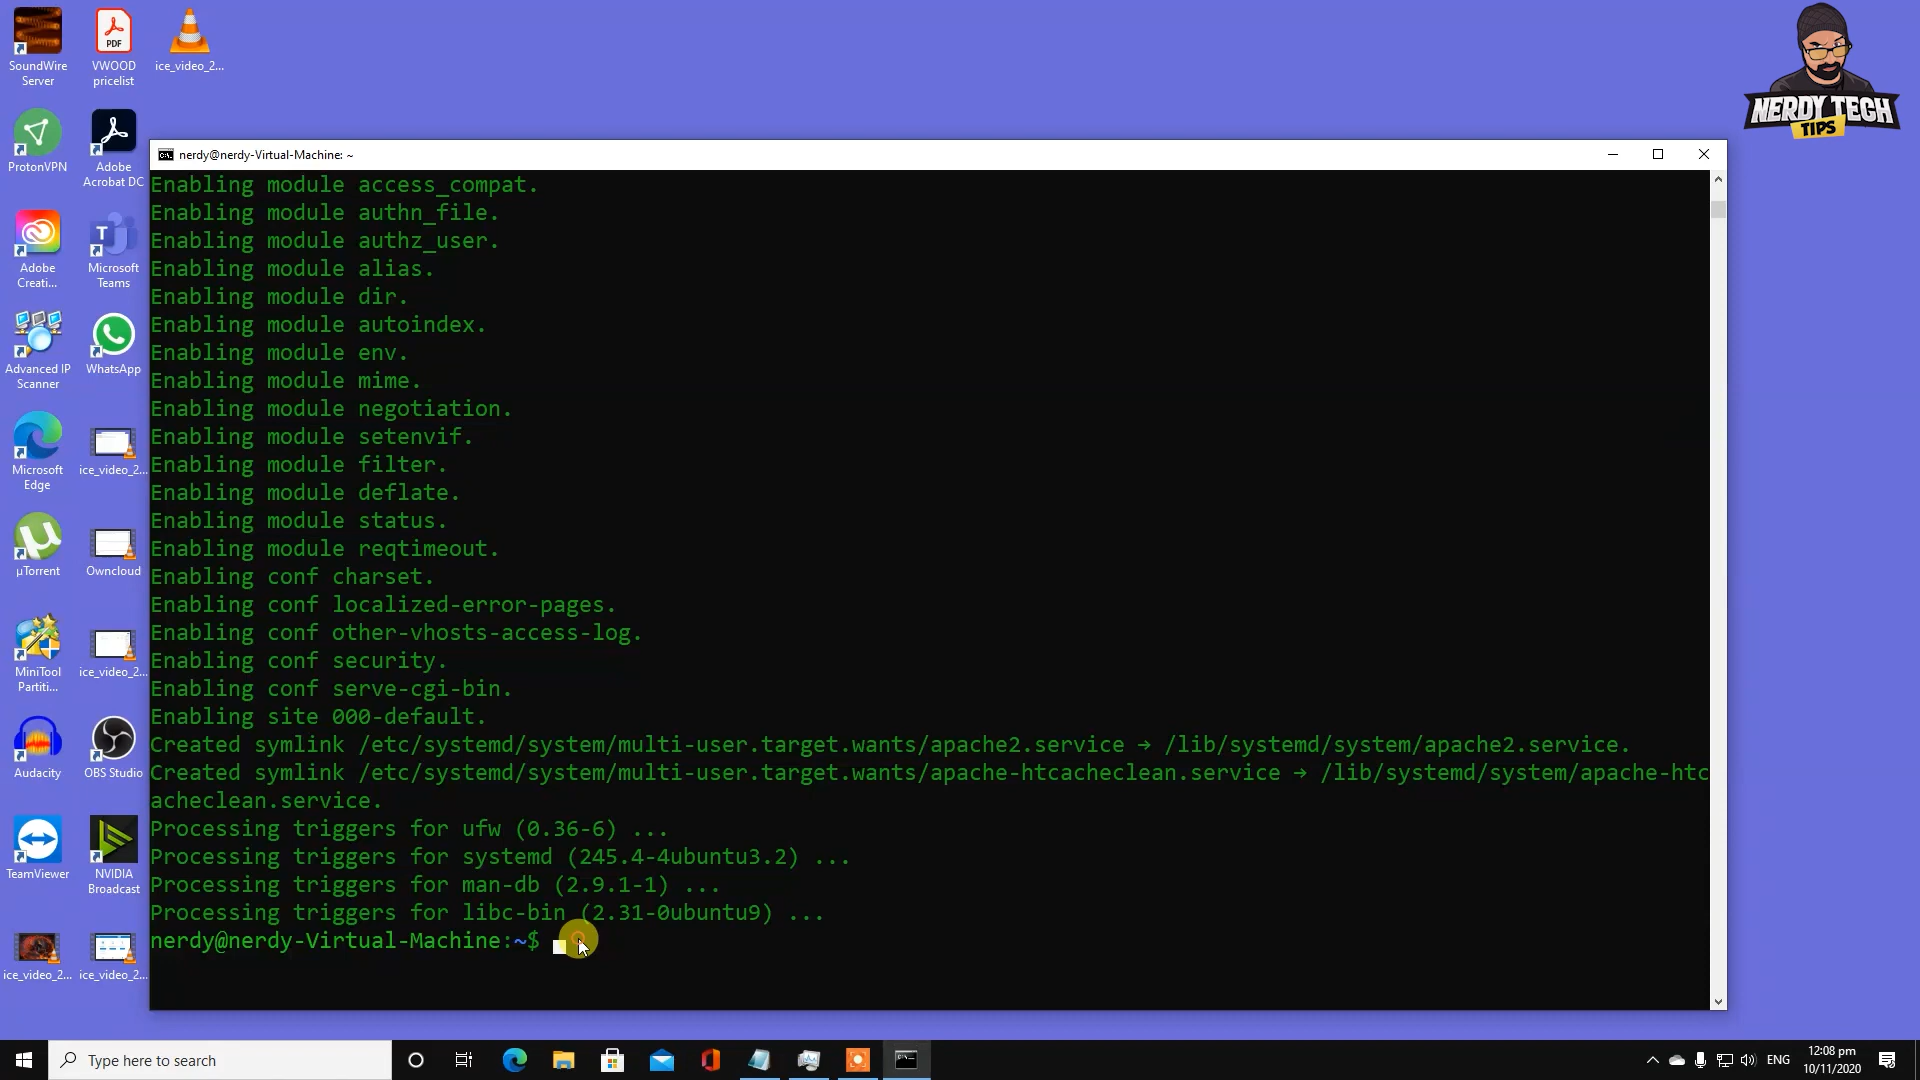 SoundWire
Server
PDF
VWOOD
pricelist
ice_video_2...
NERDY TECH
TIPS
ProtonVPN
Adobe
Acrobat DC
Adobe
Creati...
Microsoft
Teams
Advanced IP
Scanner
WhatsApp
Microsoft
Edge
ice_video_2...
µTorrent
Owncloud
MiniTool
Partiti...
ice_video_2...
Audacity
OBS Studio
TeamViewer
NVIDIA
Broadcast
ice_video_2...
ice_video_2...
nerdy@nerdy-Virtual-Machine: ~
Enabling module access_compat.
Enabling module authn_file.
Enabling module authz_user.
Enabling module alias.
Enabling module dir.
Enabling module autoindex.
Enabling module env.
Enabling module mime.
Enabling module negotiation.
Enabling module setenvif.
Enabling module filter.
Enabling module deflate.
Enabling module status.
Enabling module reqtimeout.
Enabling conf charset.
Enabling conf localized-error-pages.
Enabling conf other-vhosts-access-log.
Enabling conf security.
Enabling conf serve-cgi-bin.
Enabling site 000-default.
Created symlink /etc/systemd/system/multi-user.target.wants/apache2.service → /lib/systemd/system/apache2.service.
Created symlink /etc/systemd/system/multi-user.target.wants/apache-htcacheclean.service → /lib/systemd/system/apache-htc
acheclean.service.
Processing triggers for ufw (0.36-6) ...
Processing triggers for systemd (245.4-4ubuntu3.2) ...
Processing triggers for man-db (2.9.1-1) ...
Processing triggers for libc-bin (2.31-0ubuntu9) ...
nerdy@nerdy-Virtual-Machine:~$
Type here to search
ENG
12:08 pm
10/11/2020